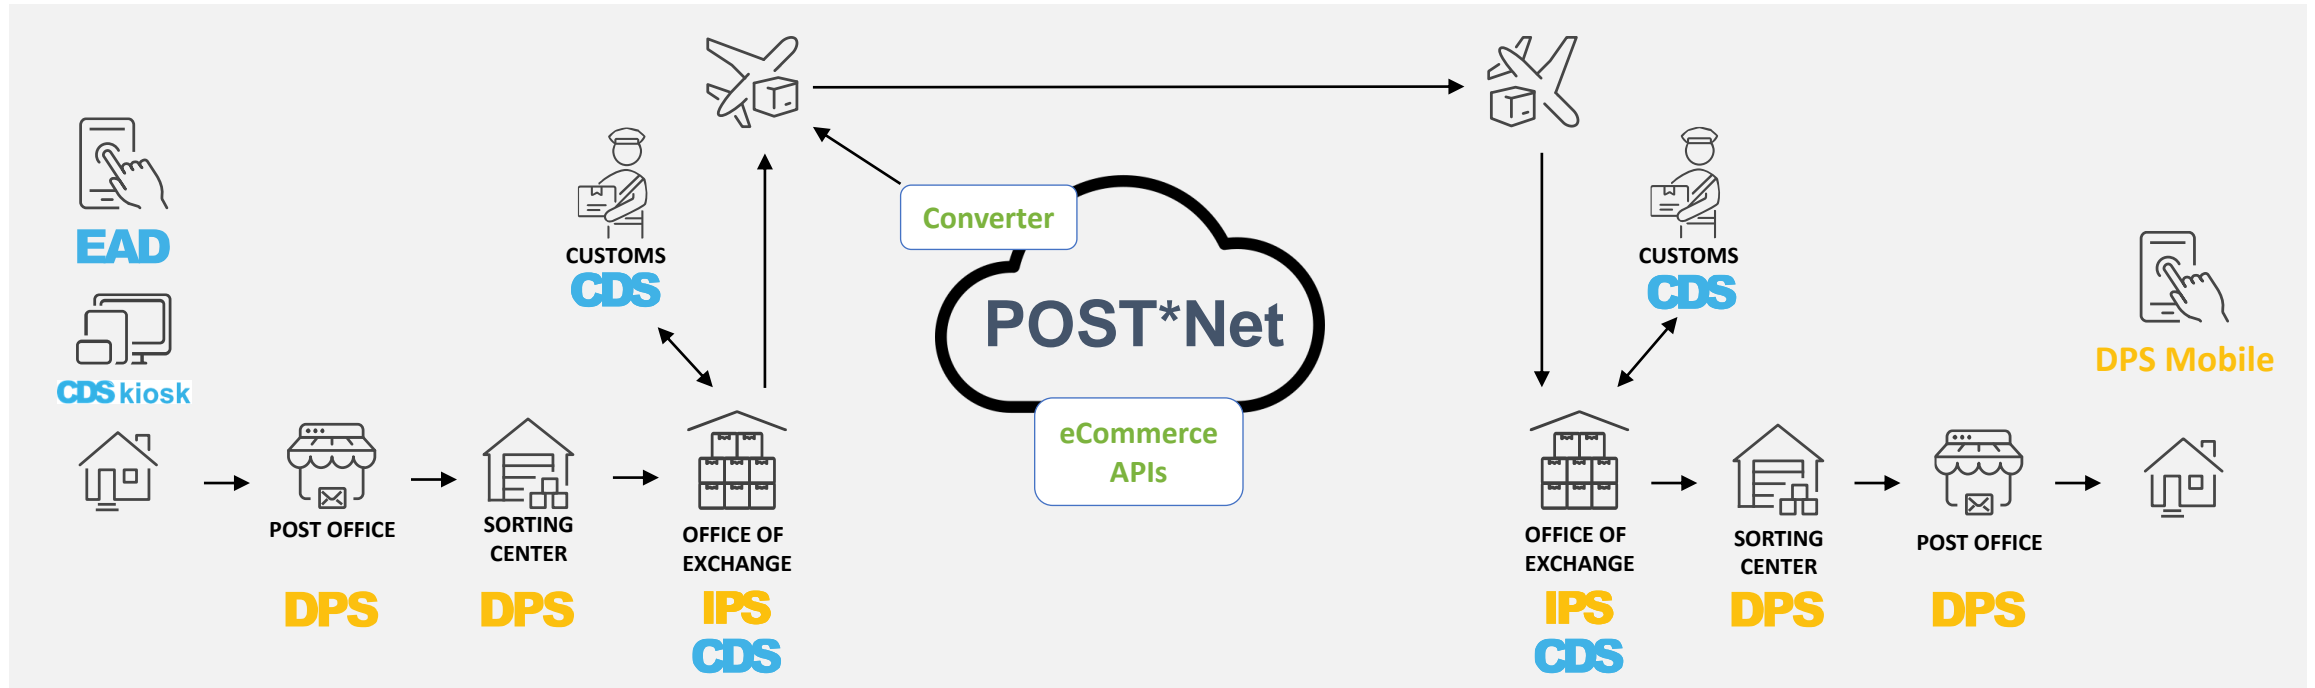 EAD
CDS kiosk
POST OFFICE
DPS
SORTING
CENTER
DPS
CUSTOMS
CDS
OFFICE OF
EXCHANGE
IPS
CDS
Converter
POST*Net
eCommerce
APIs
CUSTOMS
CDS
OFFICE OF
EXCHANGE
IPS
CDS
SORTING
CENTER
DPS
POST OFFICE
DPS
DPS Mobile